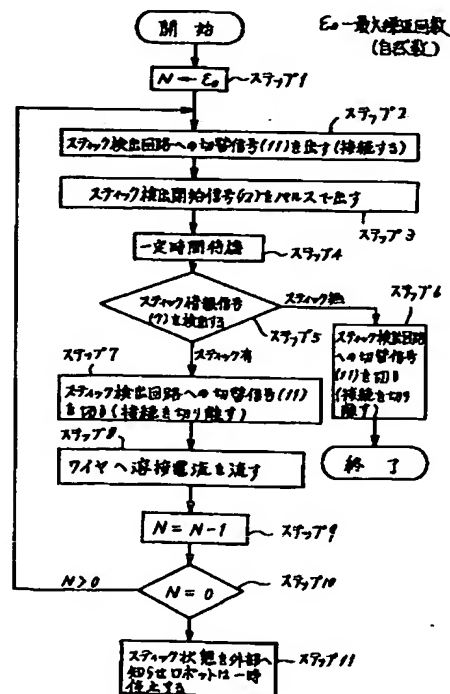 開始
ε₀ー最大標正回数
(自然数)
N ← ε₀
ステップ1
ステップ2
スティック検出回路への切替信号(11)を出す(接続する)
スティック検出開始信号(12)をパルスで出す
ステップ3
一定時間待機
ステップ4
スティック情報信号
(7)を検出する
ステップ5
スティック無
ステップ6
スティック検出回路
への切替信号
(11)を切る
(接続を切り
離す)
終了
スティック有
ステップ7
スティック検出回路への切替信号(11)
を切る(接続を切り離す)
ステップ8
ワイヤへ溶接電流を流す
N = N-1
ステップ9
N>0
N = 0
ステップ10
スティック状態を外部へ
知らせロボットは一時
停止する
ステップ11